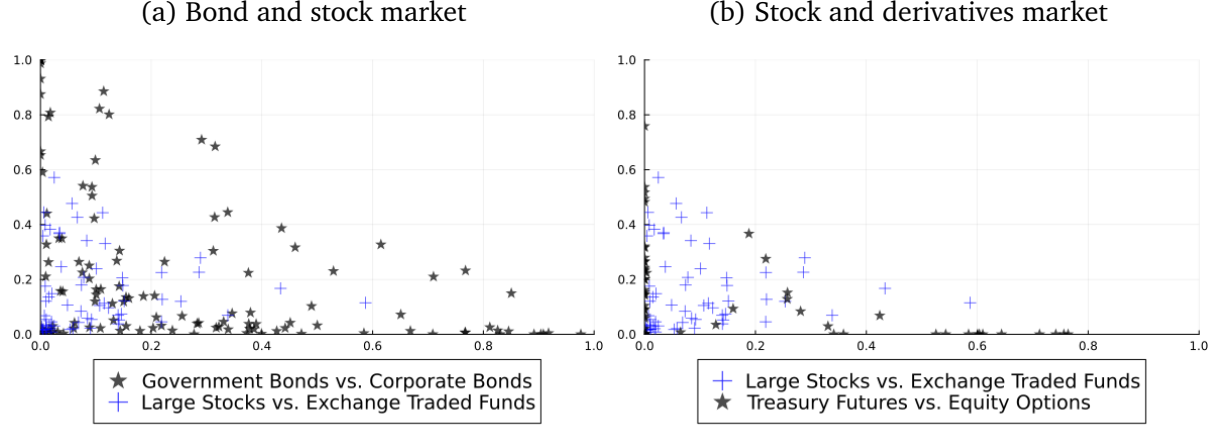 (a) Bond and stock market
(b) Stock and derivatives market
1.0
0.8
0.6
0.4
0.2
0.0
0.0 0.2 0.4 0.6 0.8 1.0
Government Bonds vs. Corporate Bonds
Large Stocks vs. Exchange Traded Funds
1.0
0.8
0.6
0.4
0.2
0.0
0.0 0.2 0.4 0.6 0.8 1.0
Large Stocks vs. Exchange Traded Funds
Treasury Futures vs. Equity Options